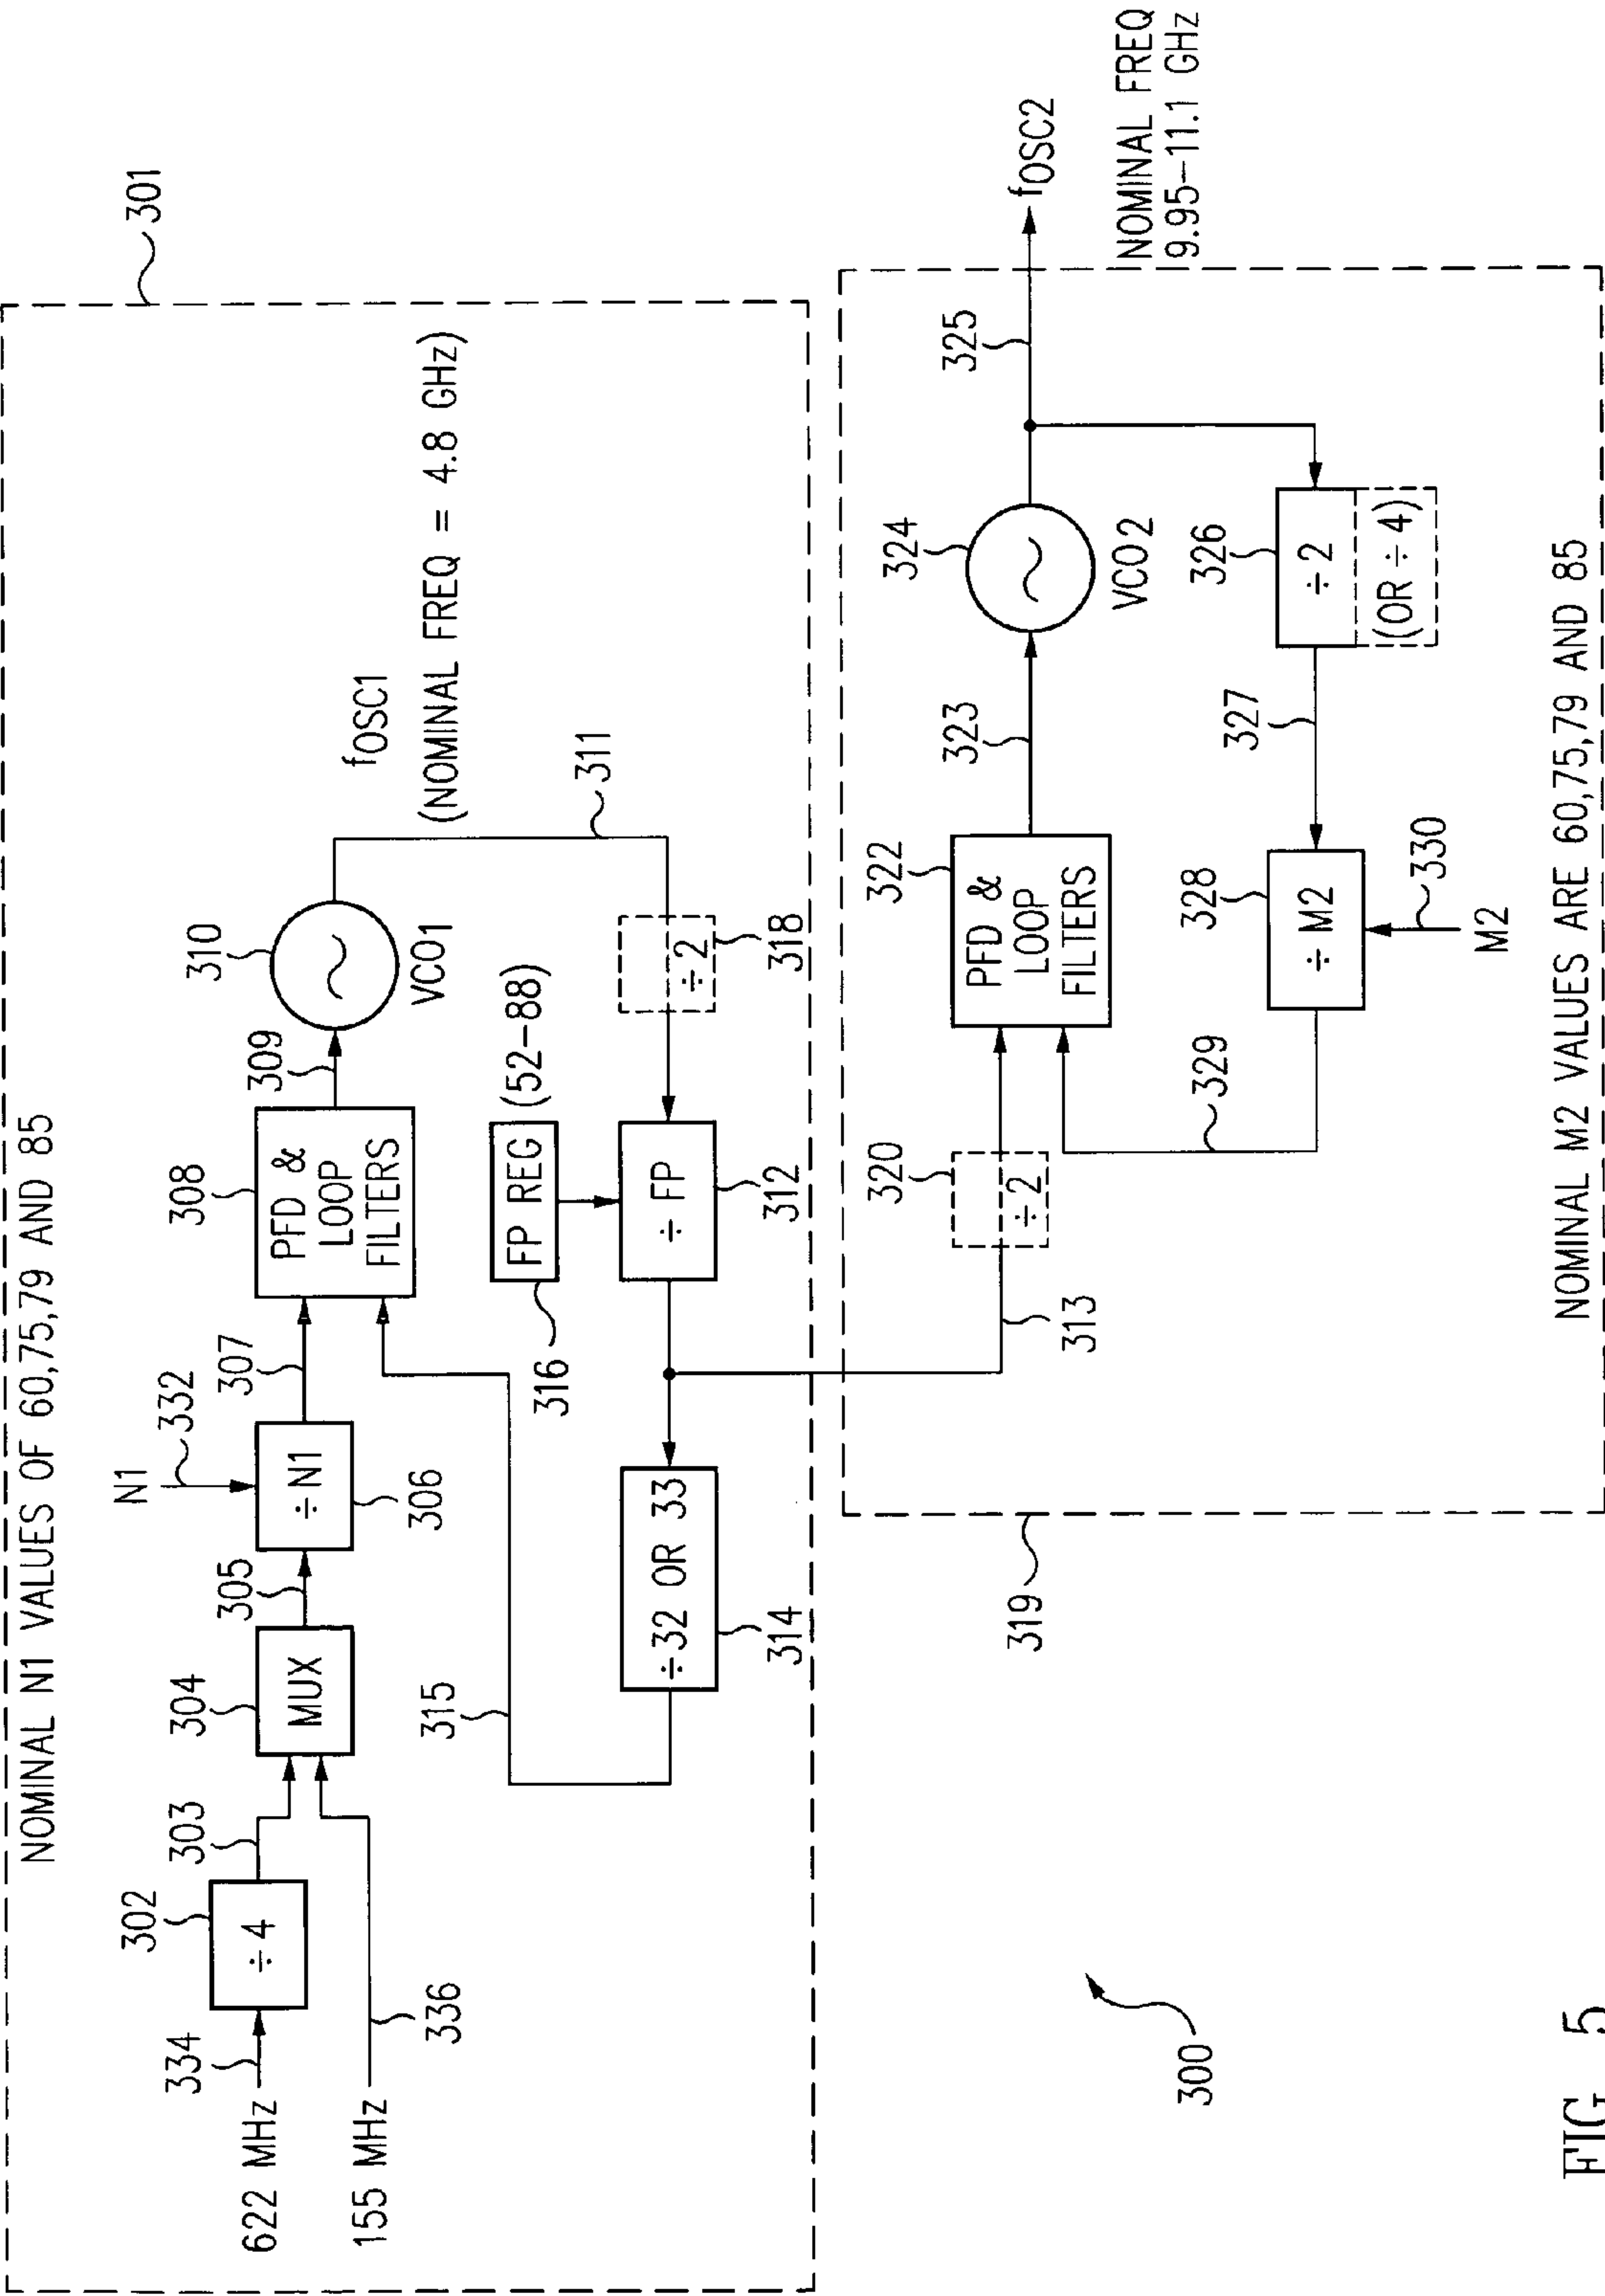 NOMINAL N1 VALUES OF 60,75,79 AND 85
301
622 MHz
334
302
÷ 4
303
155 MHz
336
304
MUX
305
N1
332
÷ N1
306
307
308
PFD &
LOOP
FILTERS
309
310
VCO1
fOSC1
(NOMINAL FREQ = 4.8 GHz)
311
315
÷32 OR 33
314
316
FP REG
(52-88)
÷ FP
312
÷ 2
318
319
313
320
÷ 2
322
PFD &
LOOP
FILTERS
323
324
VCO2
325
fOSC2
NOMINAL FREQ
9.95-11.1 GHz
329
328
÷ M2
330
M2
327
326
÷ 2
(OR ÷ 4)
NOMINAL M2 VALUES ARE 60,75,79 AND 85
300
FIG. 5